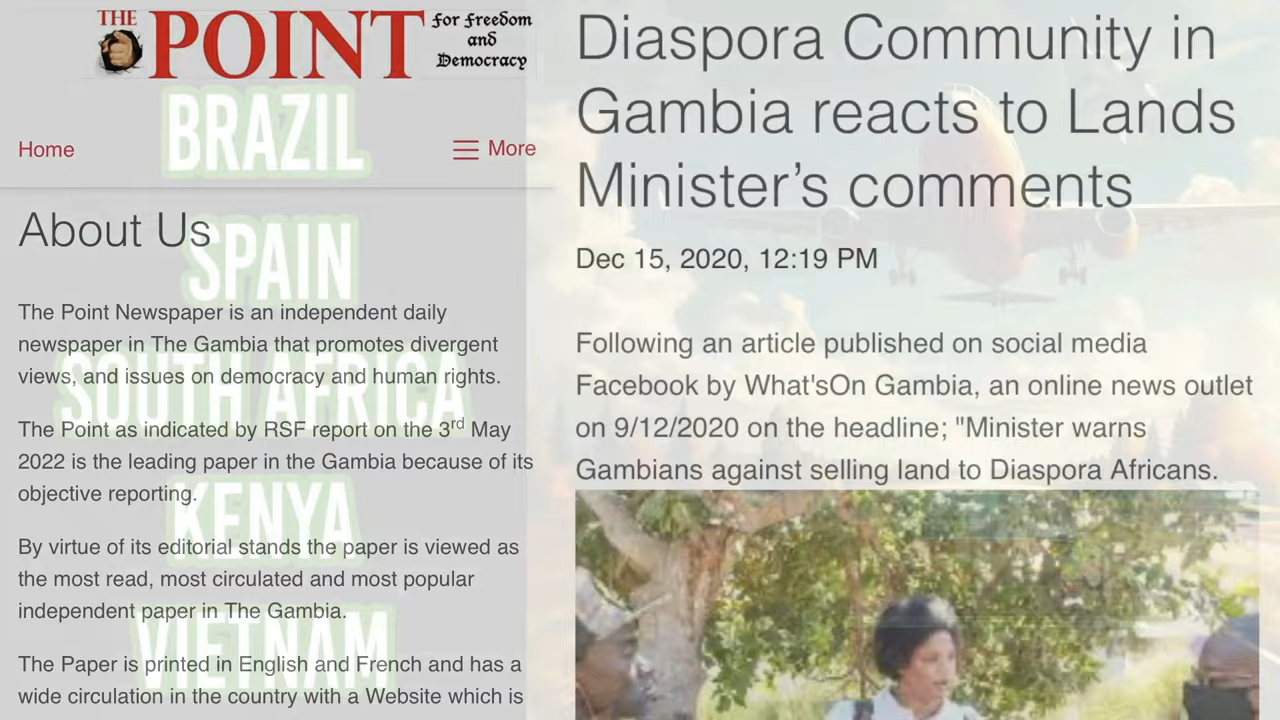 THE POINT
For Freedom
and
Democracy
Home
More
About Us
The Point Newspaper is an independent daily
newspaper in The Gambia that promotes divergent
views, and issues on democracy and human rights.
The Point as indicated by RSF report on the 3rd May
2022 is the leading paper in the Gambia because of its
objective reporting.
By virtue of its editorial stands the paper is viewed as
the most read, most circulated and most popular
independent paper in The Gambia.
The Paper is printed in English and French and has a
wide circulation in the country with a Website which is
BRAZIL
SPAIN
SOUTH AFRICA
KENYA
VIETNAM
Diaspora Community in
Gambia reacts to Lands
Minister’s comments
Dec 15, 2020, 12:19 PM
Following an article published on social media
Facebook by What'sOn Gambia, an online news outlet
on 9/12/2020 on the headline; "Minister warns
Gambians against selling land to Diaspora Africans.